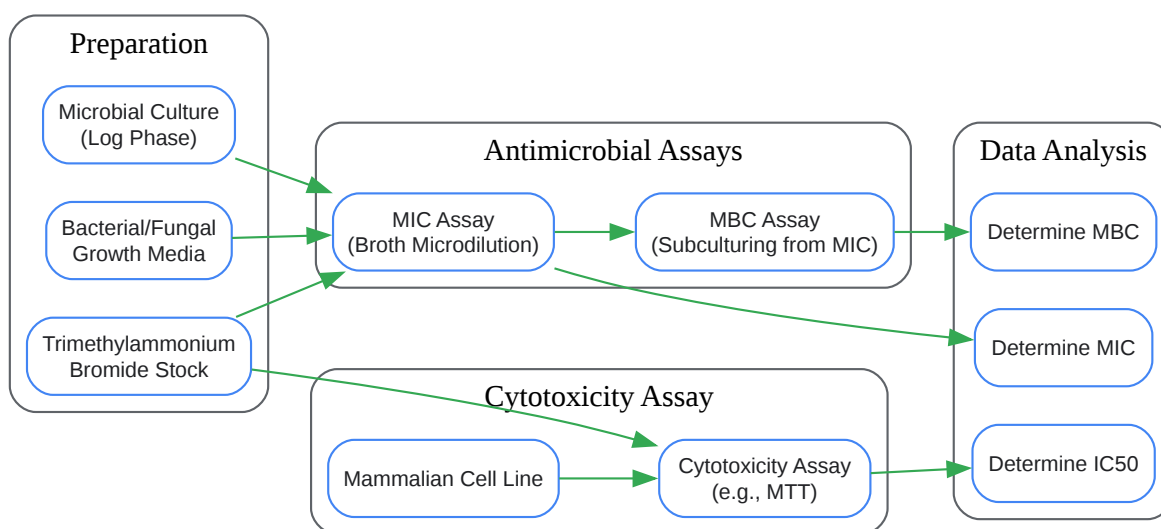 Preparation
Microbial Culture
(Log Phase)
Bacterial/Fungal
Growth Media
Trimethylammonium
Bromide Stock
Antimicrobial Assays
MIC Assay
(Broth Microdilution)
MBC Assay
(Subculturing from MIC)
Cytotoxicity Assay
Mammalian Cell Line
Cytotoxicity Assay
(e.g., MTT)
Data Analysis
Determine MBC
Determine MIC
Determine IC50